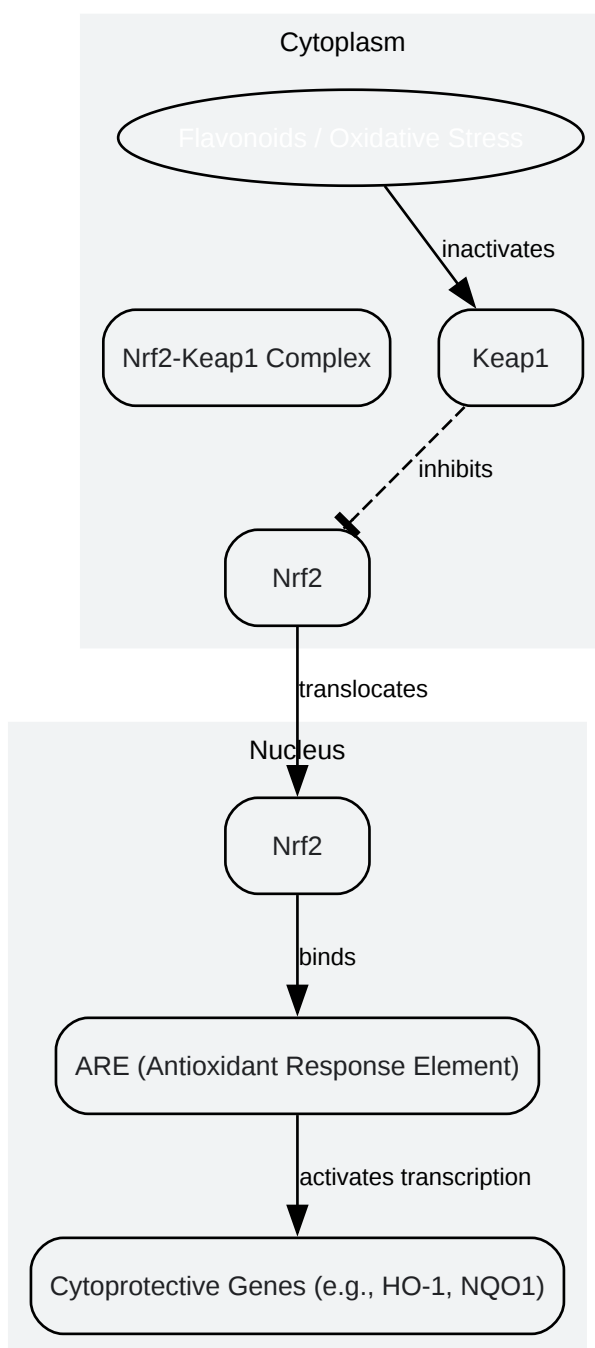 Cytoplasm
Flavonoids / Oxidative Stress
inactivates
Nrf2-Keap1 Complex
Keap1
inhibits
Nrf2
translocates
Nucleus
Nrf2
binds
ARE (Antioxidant Response Element)
activates transcription
Cytoprotective Genes (e.g., HO-1, NQO1)